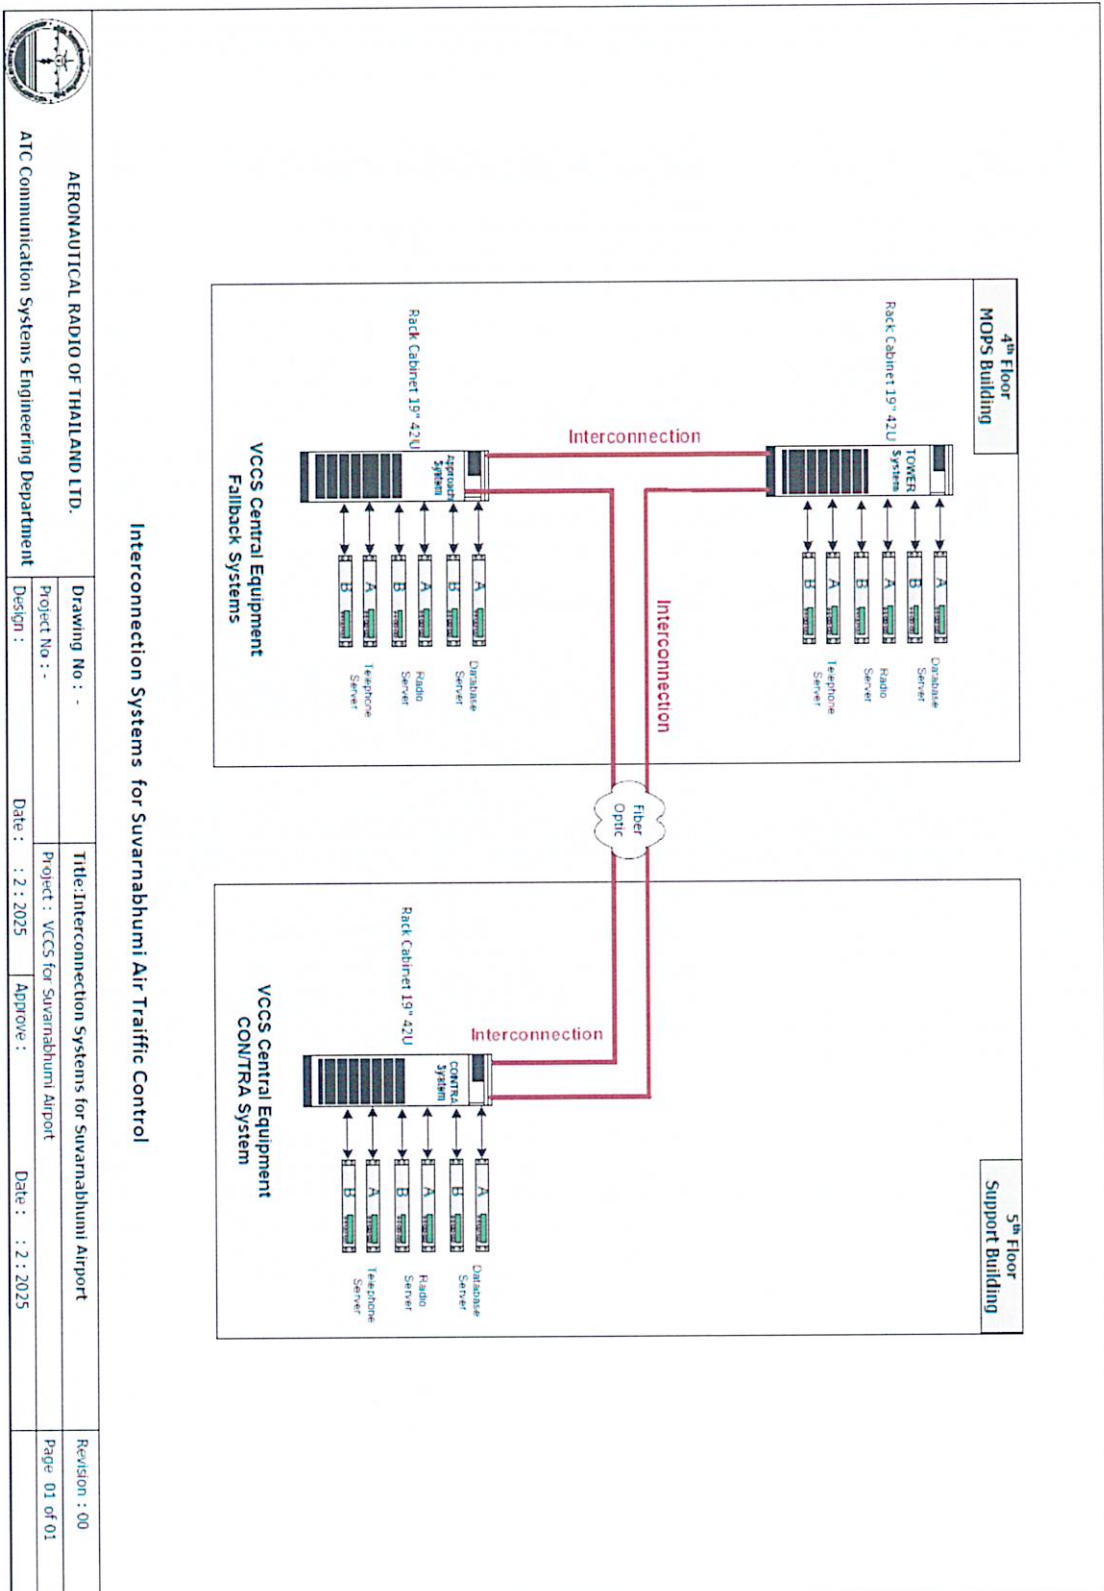 4th Floor
MOPS Building
Rack Cabinet 19" 42U
TOWER
System
A
B
A
B
A
B
Database
Server
Radio
Server
Telephone
Server
Interconnection
Interconnection
Rack Cabinet 19" 42U
Approach
System
A
B
A
B
A
B
Database
Server
Radio
Server
Telephone
Server
VCCS Central Equipment
Fallback Systems
Fiber
Optic
5th Floor
Support Building
Interconnection
Rack Cabinet 19" 42U
CON/TRA
System
A
B
A
B
A
B
Database
Server
Radio
Server
Telephone
Server
VCCS Central Equipment
CON/TRA System
Interconnection Systems for Suvarnabhumi Air Traiffic Control
AERONAUTICAL RADIO OF THAILAND LTD.
ATC Communication Systems Engineering Department
Drawing No : -
Title:Interconnection Systems for Suvarnabhumi Airport
Revision : 00
Project No : -
Project : VCCS for Suvarnabhumi Airport
Page 01 of 01
Design :
Date : : 2 : 2025
Approve :
Date : : 2 : 2025